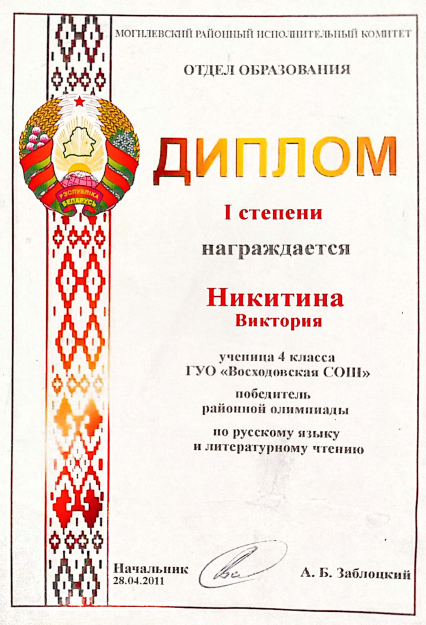 МОГИЛЕВСКИЙ РАЙОННЫЙ ИСПОЛНИТЕЛЬНЫЙ КОМИТЕТ
ОТДЕЛ ОБРАЗОВАНИЯ
РЭСПУБЛІКА
БЕЛАРУСЬ
ДИПЛОМ
I степени
награждается
Никитина
Виктория
ученица 4 класса
ГУО «Восходовская СОШ»
победитель
районной олимпиады
по русскому языку
и литературному чтению
Начальник
28.04.2011
А. Б. Заблоцкий